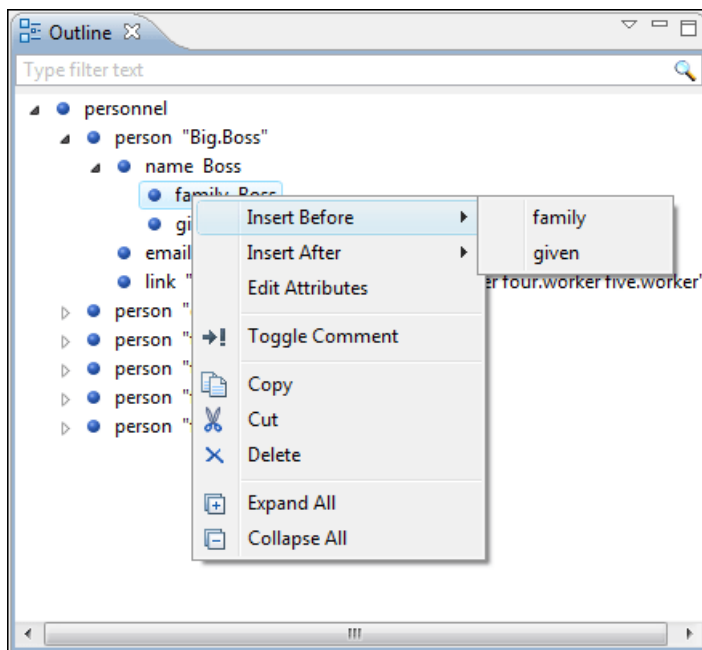 Outline
Type filter text
personnel
person "Big.Boss"
name Boss
family Boss
Insert Before
family
Insert After
given
email
link "
er four.worker five.worker"
Edit Attributes
person "
person "
Toggle Comment
person "
person "
Copy
person "
Cut
Delete
Expand All
Collapse All